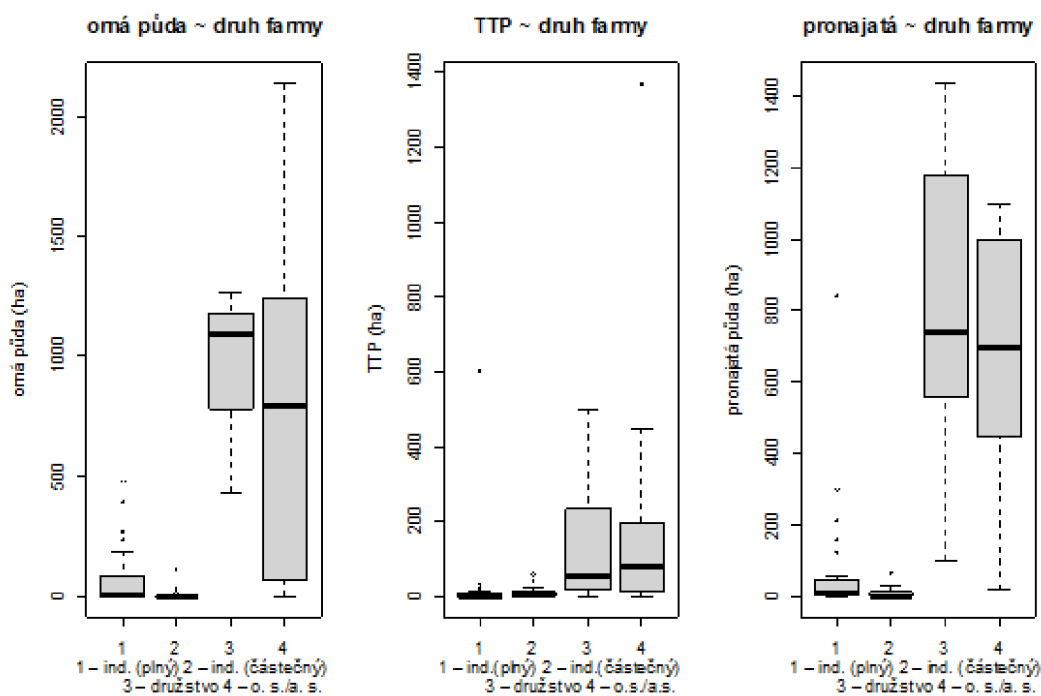 orná půda ~ druh farmy
orná půda (ha)
2000
1500
1000
500
0
1 2 3 4
1 – ind. (plný) 2 – ind. (částečný)
3 – družstvo 4 – o. s./a. s.
TTP ~ druh farmy
TTP (ha)
1400
1200
1000
800
600
400
200
0
1 2 3 4
1 – ind.(plný) 2 – ind.(částečný)
3 – družstvo 4 – o. s./a. s.
pronajatá ~ druh farmy
pronajatá půda (ha)
1400
1200
1000
800
600
400
200
0
1 2 3 4
1 – ind. (plný) 2 – ind. (částečný)
3 – družstvo 4 – o. s./a. s.